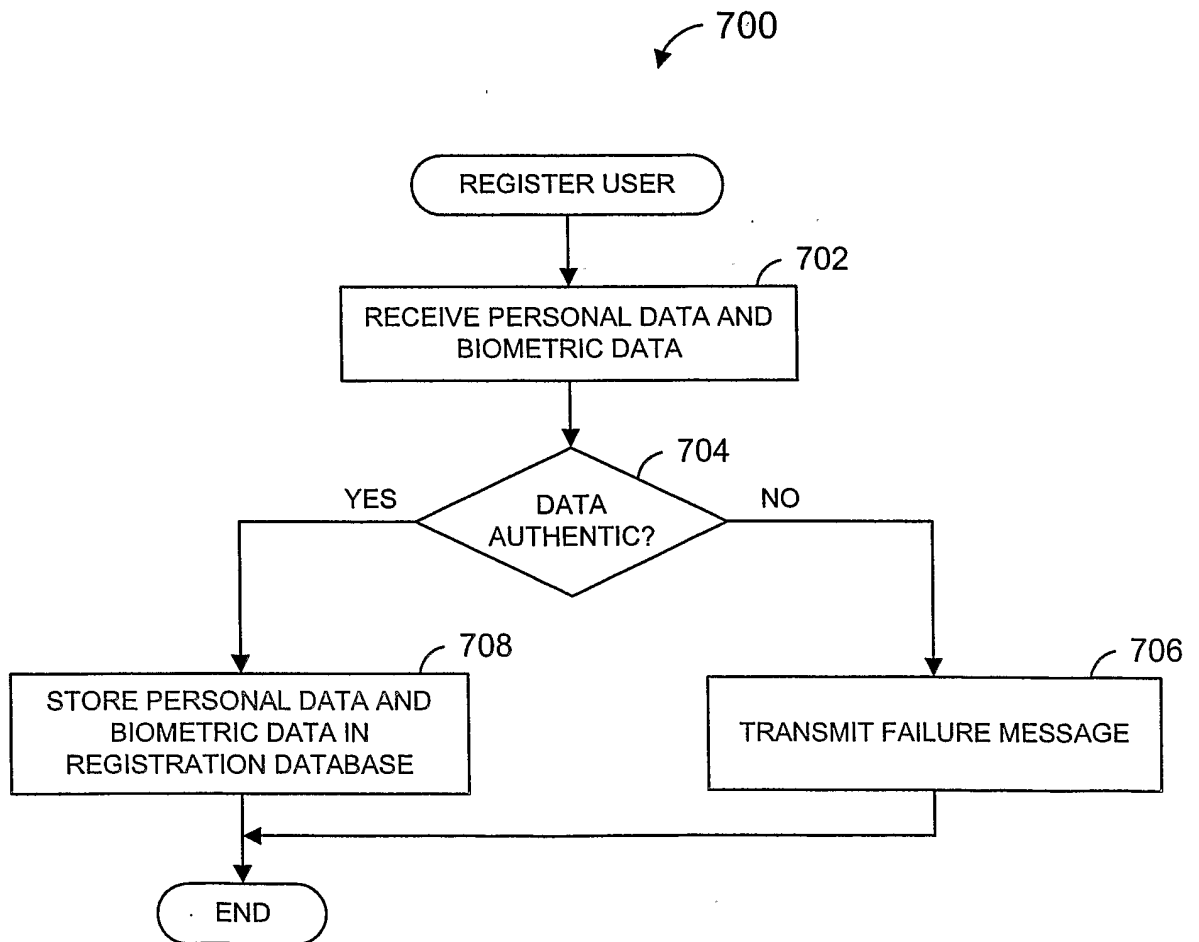 700
REGISTER USER
702
RECEIVE PERSONAL DATA AND
BIOMETRIC DATA
704
YES
DATA
AUTHENTIC?
NO
708
STORE PERSONAL DATA AND
BIOMETRIC DATA IN
REGISTRATION DATABASE
706
TRANSMIT FAILURE MESSAGE
END